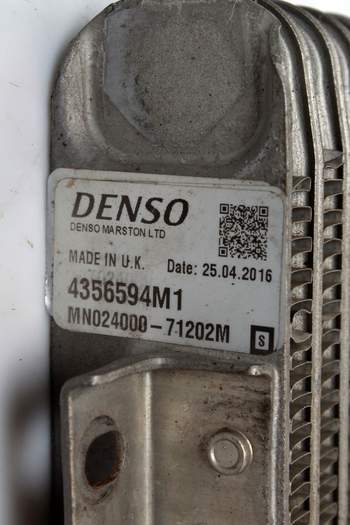 DENSO
DENSO MARSTON LTD
MADE IN U.K. Date: 25.04.2016
4356594M1
MN024000-71202M
S